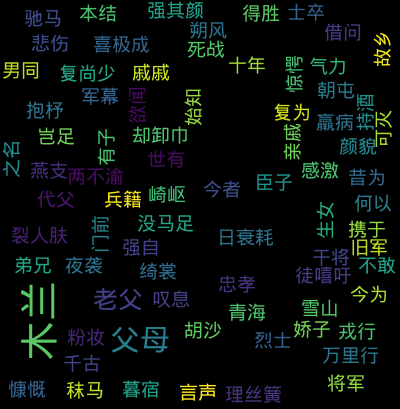 驰马
本结
强其颜
得胜
士卒
悲伤
喜极成
朔风
死战
借问
故乡
男同
复尚少
戚戚
十年
惊愕
气力
可灭
军幕
欲闻
始知
朝屯
持酒
抱杼
复为
羸病
岂足
有子
却卸巾
亲戚
颜貌
之名
燕支
两不渝
世有
感激
臣子
昔为
代父
兵籍
崎岖
今者
生女
何以
裂人肤
门前
没马足
强自
日衰耗
携于
旧军
弟兄
夜袭
绮裳
干将
徒嘻吁
不敢
木兰
老父
叹息
忠孝
今为
青海
雪山
粉妆
父母
胡沙
烈士
娇子
戎行
千古
万里行
慷慨
秣马
暮宿
言声
理丝簧
将军